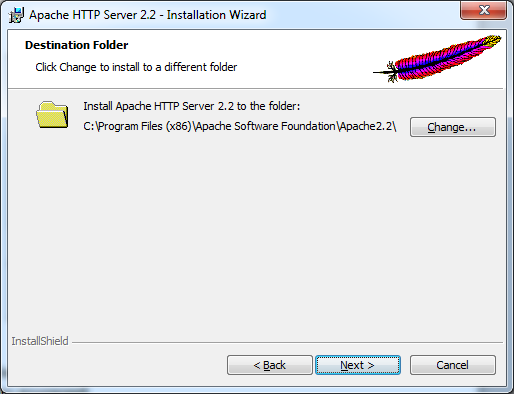 Apache HTTP Server 2.2 - Installation Wizard
Destination Folder
Click Change to install to a different folder
Install Apache HTTP Server 2.2 to the folder:
C:\Program Files (x86)\Apache Software Foundation\Apache2.2\
Change...
InstallShield
< Back
Next >
Cancel